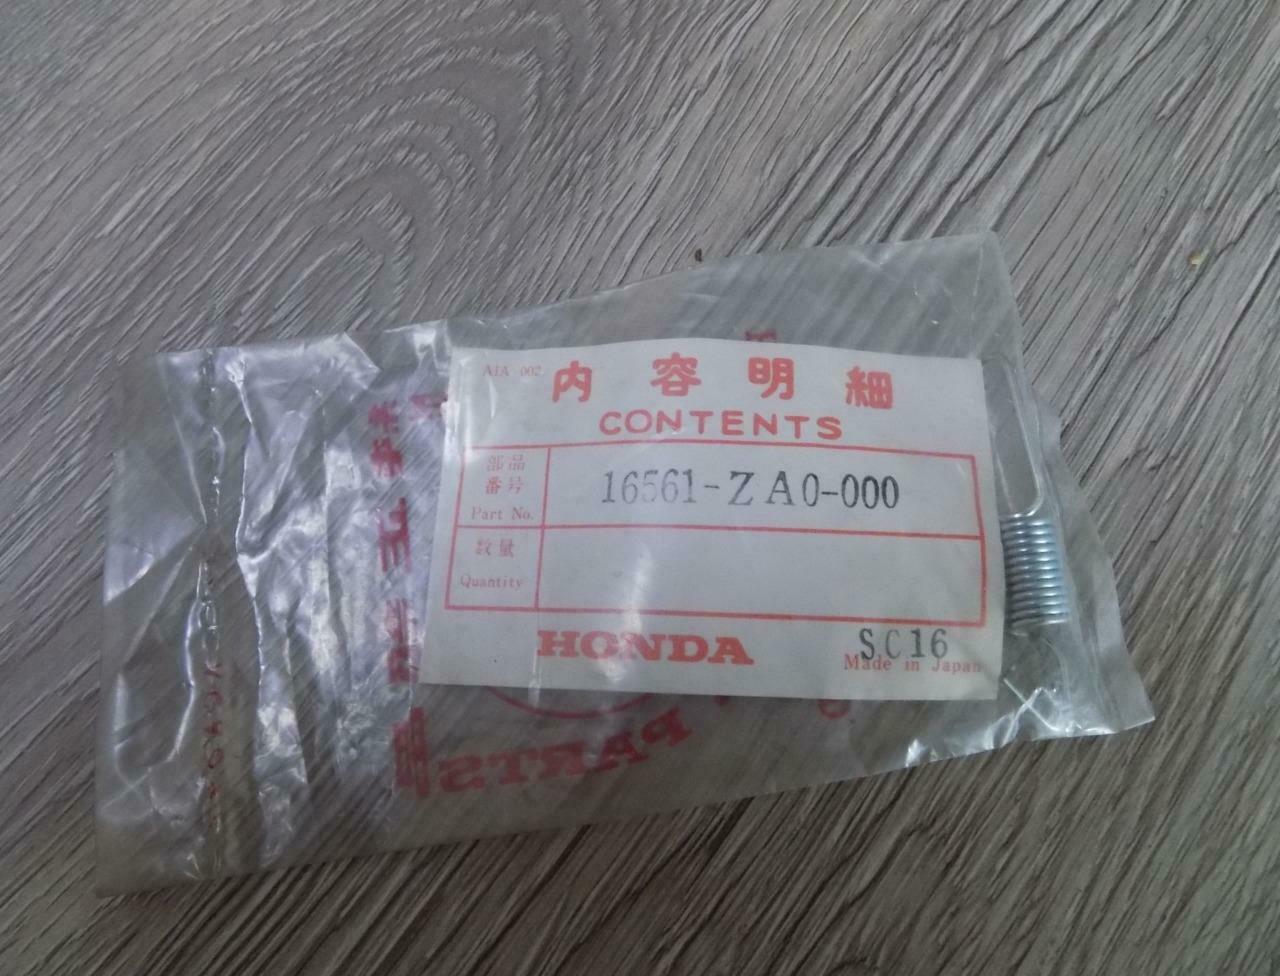 AIA 002
内容明細
CONTENTS
部品
番号
Part No.
16561-ZA0-000
数量
Quantity
HONDA
SC16
Made in Japan
PARTS